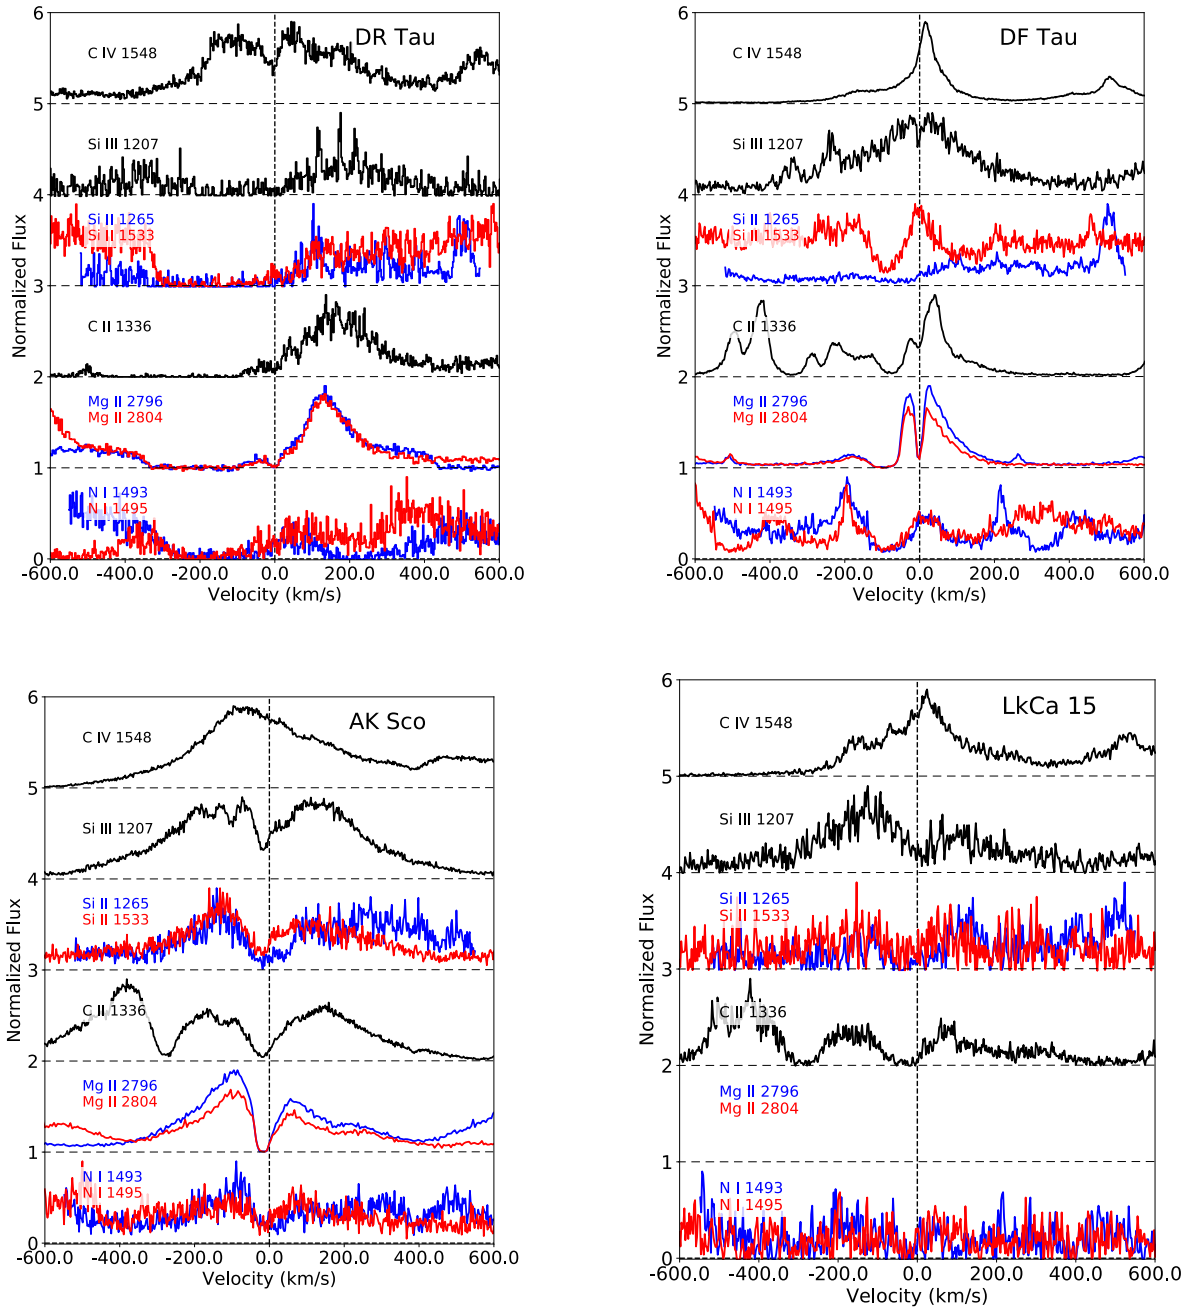 DR Tau
6
C IV 1548
5
Si III 1207
4
Si II 1265
Si II 1533
3
C II 1336
2
Mg II 2796
Mg II 2804
1
N I 1493
N I 1495
0
Normalized Flux
-600.0 -400.0 -200.0 0.0 200.0 400.0 600.0
Velocity (km/s)
DF Tau
6
C IV 1548
5
Si III 1207
4
Si II 1265
Si II 1533
3
C II 1336
2
Mg II 2796
Mg II 2804
1
N I 1493
N I 1495
0
Normalized Flux
-600.0 -400.0 -200.0 0.0 200.0 400.0 600.0
Velocity (km/s)
AK Sco
6
C IV 1548
5
Si III 1207
4
Si II 1265
Si II 1533
3
C II 1336
2
Mg II 2796
Mg II 2804
1
N I 1493
N I 1495
0
Normalized Flux
-600.0 -400.0 -200.0 0.0 200.0 400.0 600.0
Velocity (km/s)
LkCa 15
6
C IV 1548
5
Si III 1207
4
Si II 1265
Si II 1533
3
C II 1336
2
Mg II 2796
Mg II 2804
1
N I 1493
N I 1495
0
Normalized Flux
-600.0 -400.0 -200.0 0.0 200.0 400.0 600.0
Velocity (km/s)